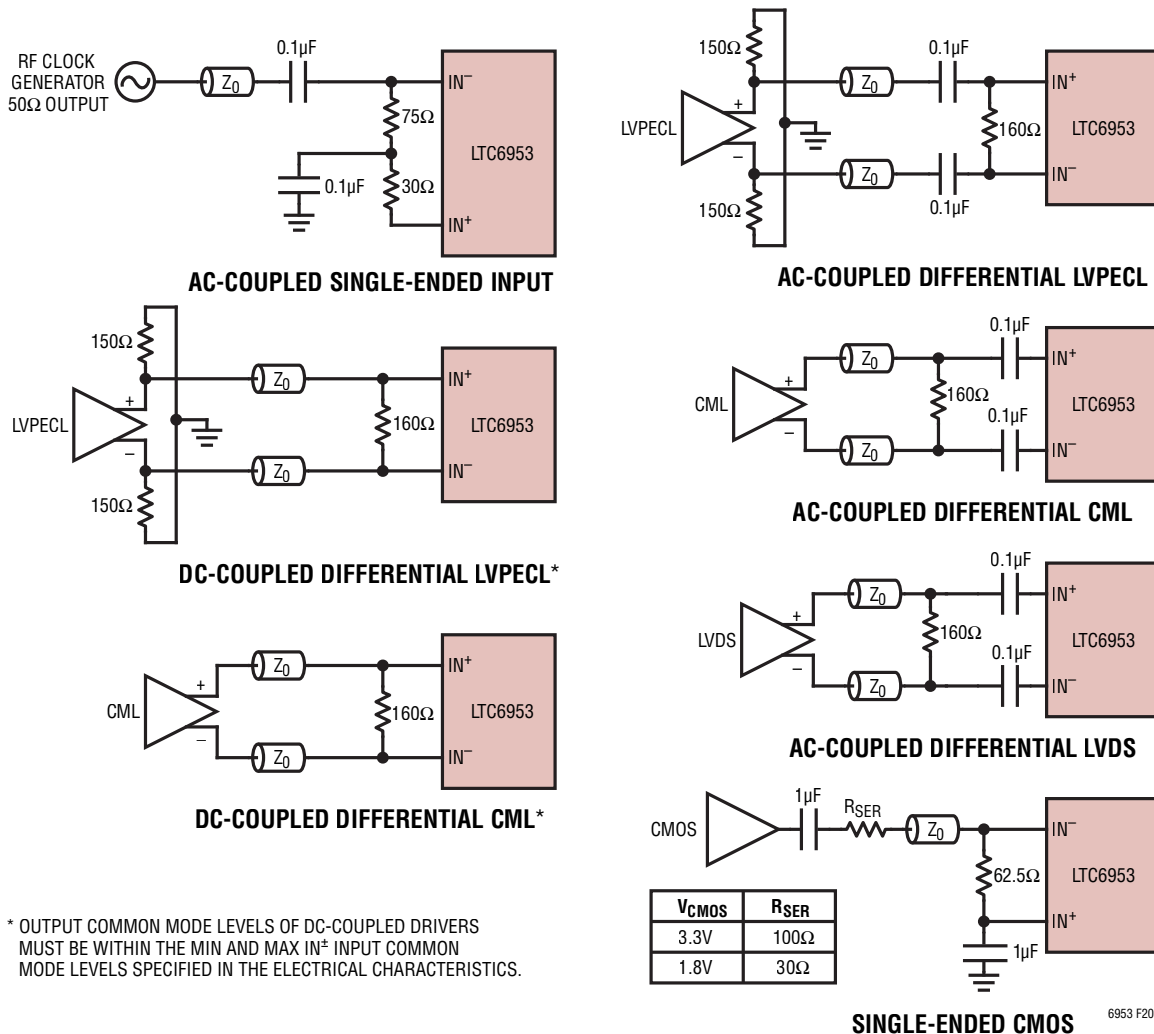 RF CLOCK
GENERATOR
50Ω OUTPUT
Z0
0.1µF
IN–
75Ω
LTC6953
0.1µF
30Ω
IN+
AC-COUPLED SINGLE-ENDED INPUT
150Ω
LVPECL
+
–
150Ω
Z0
Z0
IN+
160Ω
LTC6953
IN–
DC-COUPLED DIFFERENTIAL LVPECL*
CML
+
–
Z0
Z0
IN+
160Ω
LTC6953
IN–
DC-COUPLED DIFFERENTIAL CML*
* OUTPUT COMMON MODE LEVELS OF DC-COUPLED DRIVERS
MUST BE WITHIN THE MIN AND MAX IN± INPUT COMMON
MODE LEVELS SPECIFIED IN THE ELECTRICAL CHARACTERISTICS.
150Ω
LVPECL
+
–
150Ω
Z0
Z0
0.1µF
0.1µF
IN+
160Ω
LTC6953
IN–
AC-COUPLED DIFFERENTIAL LVPECL
CML
+
–
Z0
Z0
160Ω
0.1µF
0.1µF
IN+
LTC6953
IN–
AC-COUPLED DIFFERENTIAL CML
LVDS
+
–
Z0
Z0
160Ω
0.1µF
0.1µF
IN+
LTC6953
IN–
AC-COUPLED DIFFERENTIAL LVDS
CMOS
1µF
RSER
Z0
IN–
62.5Ω
LTC6953
IN+
1µF
VCMOS RSER
3.3V 100Ω
1.8V 30Ω
SINGLE-ENDED CMOS
6953 F20